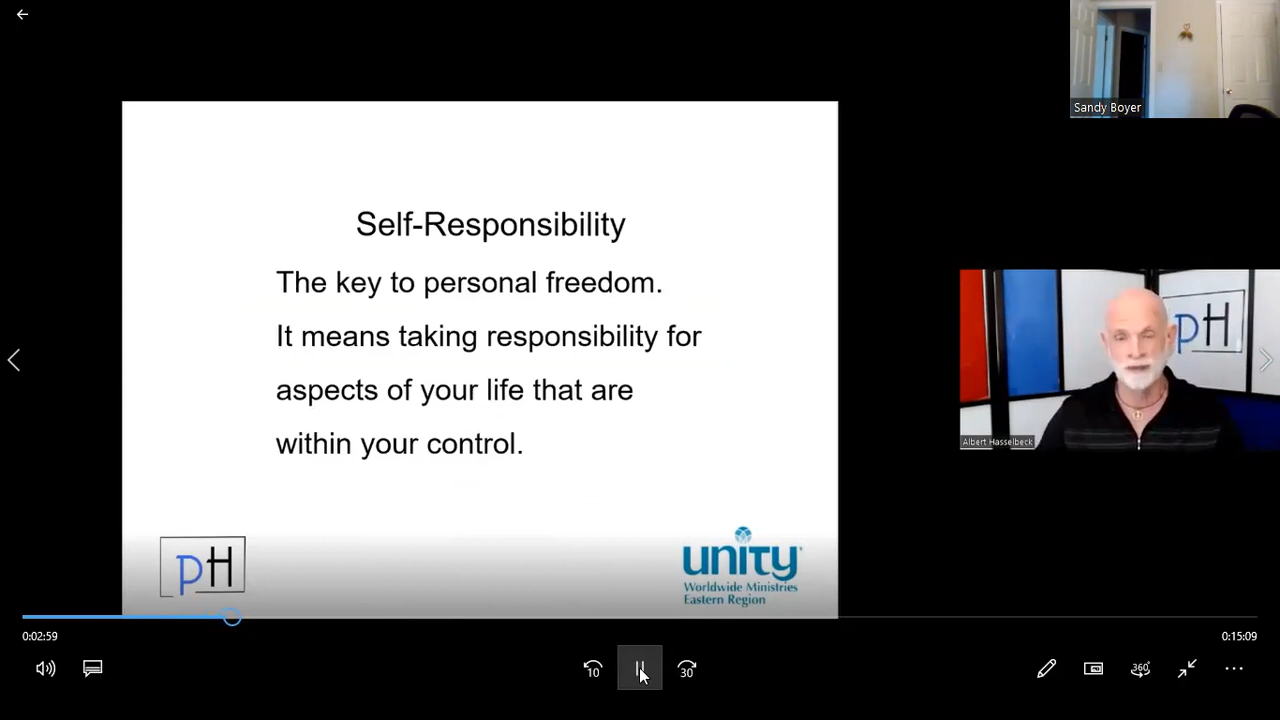 Sandy Boyer
Self-Responsibility
The key to personal freedom.
It means taking responsibility for
aspects of your life that are
within your control.
pH
Albert Hasselbeck
pH
unity
Worldwide Ministries
Eastern Region
0:02:59
0:15:09
10
30
360